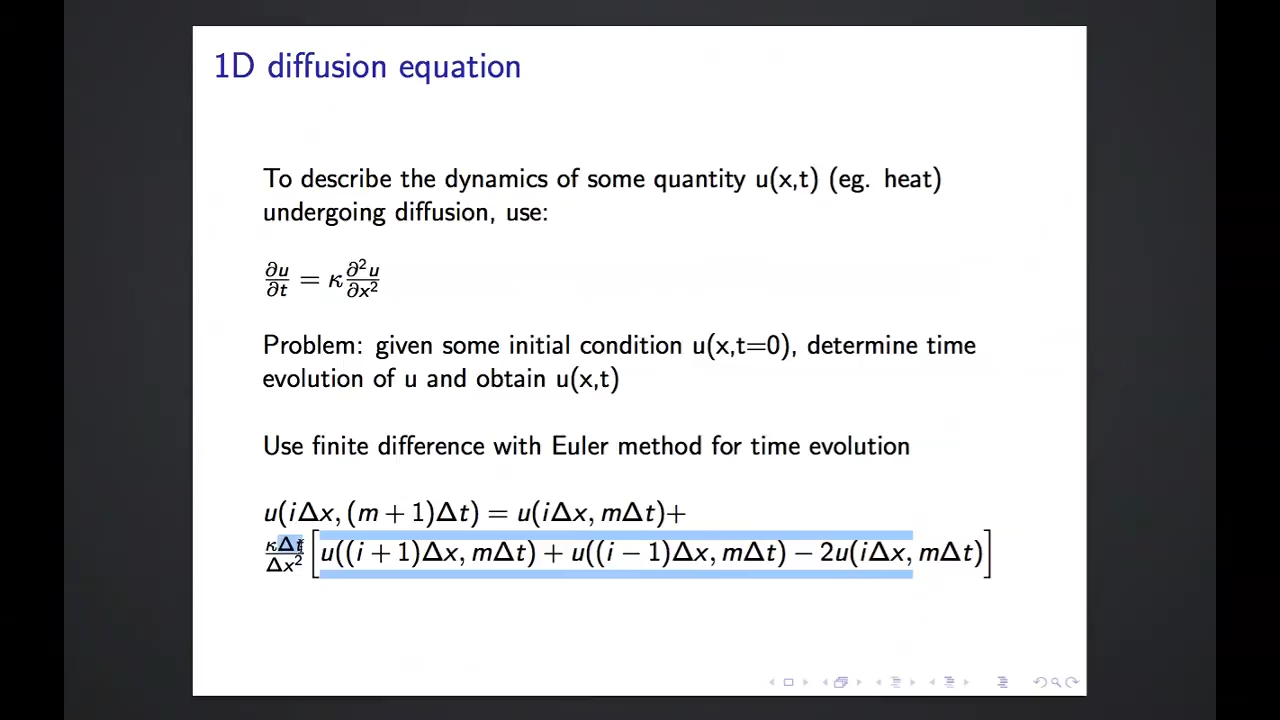 1D diffusion equation
To describe the dynamics of some quantity u(x,t) (eg. heat)
undergoing diffusion, use:
∂u/∂t = κ ∂²u/∂x²
Problem: given some initial condition u(x,t=0), determine time
evolution of u and obtain u(x,t)
Use finite difference with Euler method for time evolution
u(iΔx, (m + 1)Δt) = u(iΔx, mΔt)+
κΔt/Δx² [u((i + 1)Δx, mΔt) + u((i − 1)Δx, mΔt) − 2u(iΔx, mΔt)]